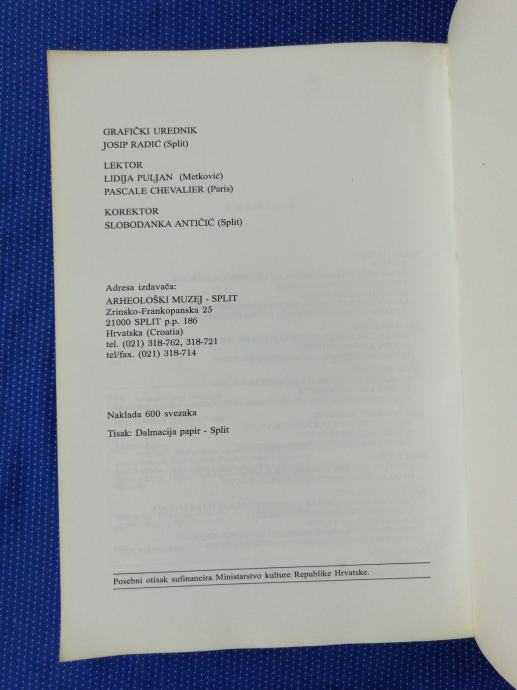 GRAFIČKI UREDNIK
JOSIP RADIĆ (Split)
LEKTOR
LIDIJA PULJAN (Metković)
PASCALE CHEVALIER (Paris)
KOREKTOR
SLOBODANKA ANTIČIĆ (Split)
Adresa izdavača:
ARHEOLOŠKI MUZEJ - SPLIT
Zrinsko-Frankopanska 25
21000 SPLIT p.p. 186
Hrvatska (Croatia)
tel. (021) 318-762, 318-721
tel/fax. (021) 318-714
Naklada 600 svezaka
Tisak: Dalmacija papir - Split
Posebni otisak sufinancira Ministarstvo kulture Republike Hrvatske.